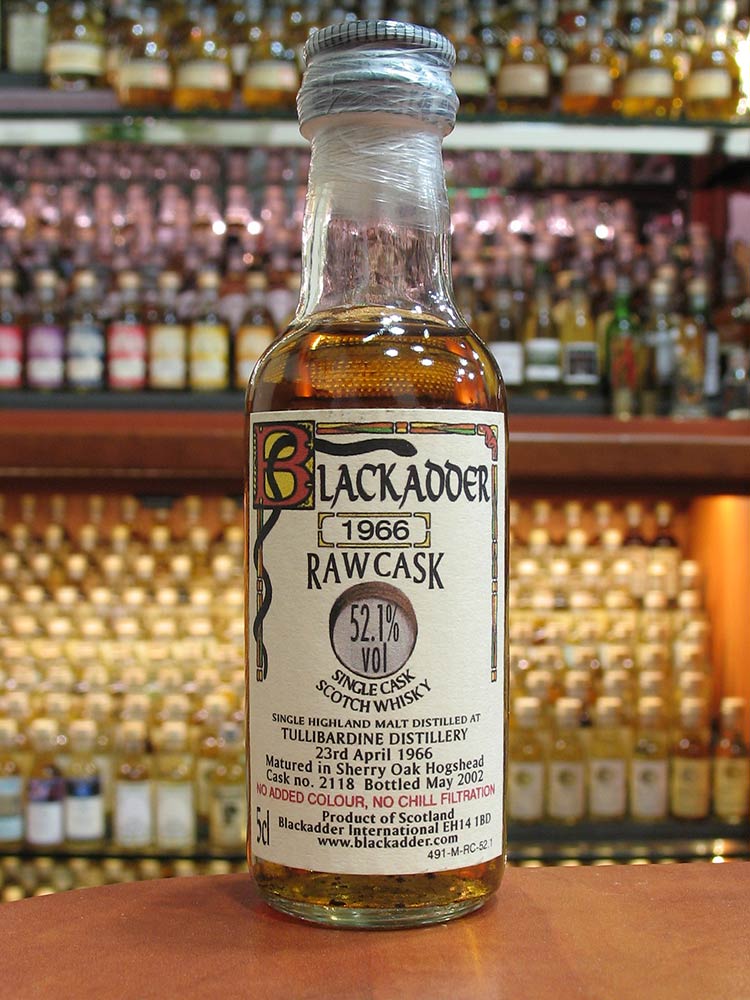 BLACKADDER
1966
RAW CASK
52.1%
vol
SINGLE CASK
SCOTCH WHISKY
SINGLE HIGHLAND MALT DISTILLED AT
TULLIBARDINE DISTILLERY
23rd April 1966
Matured in Sherry Oak Hogshead
Cask no. 2118 Bottled May 2002
NO ADDED COLOUR, NO CHILL FILTRATION
5cl
Product of Scotland
Blackadder International EH14 1BD
www.blackadder.com
491-M-RC-52.1